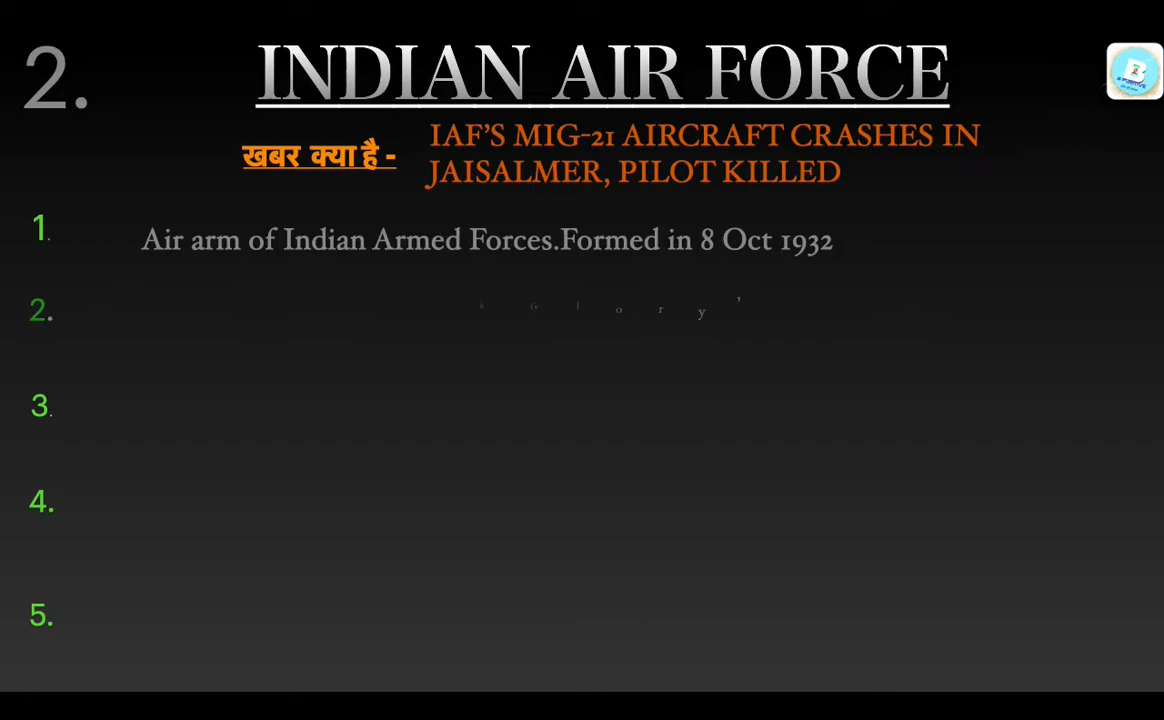 2.
INDIAN AIR FORCE
खबर क्या है -
IAF'S MIG-21 AIRCRAFT CRASHES IN
JAISALMER, PILOT KILLED
1.
Air arm of Indian Armed Forces.Formed in 8 Oct 1932
2.
h G l o r y '
3.
4.
5.